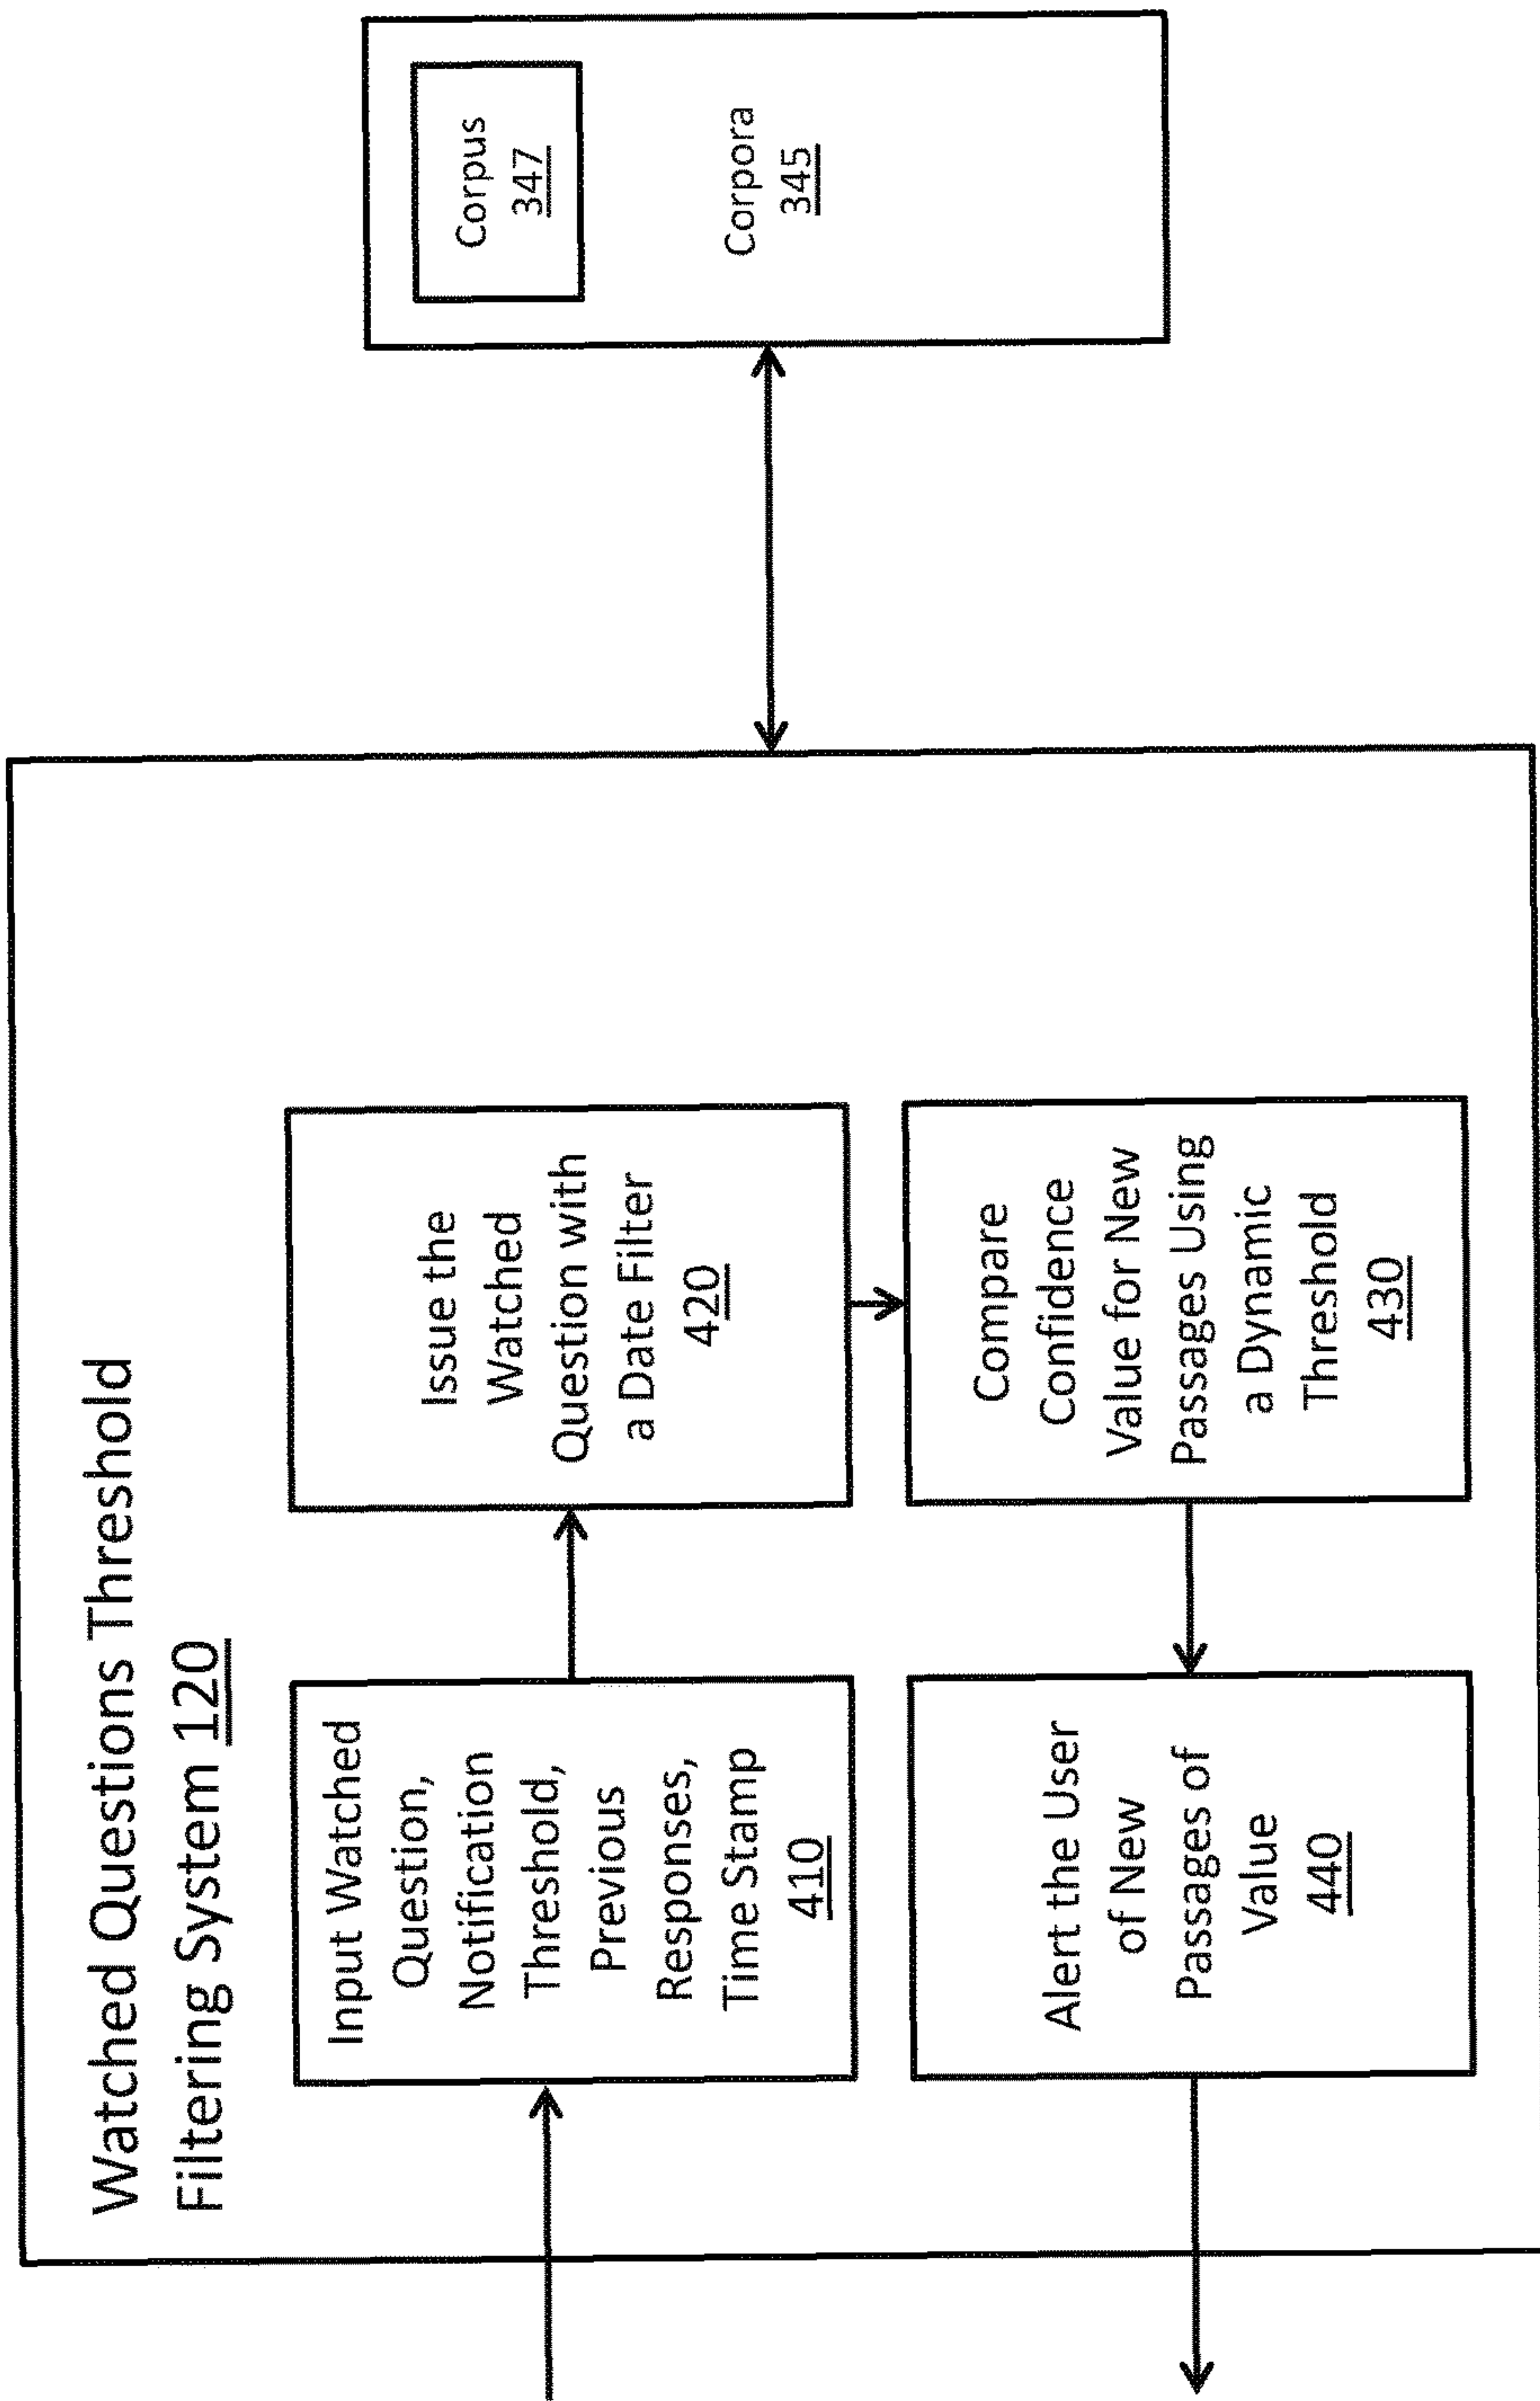 Watched Questions Threshold
Filtering System 120
Input Watched
Question,
Notification
Threshold,
Previous
Responses,
Time Stamp
410
Issue the
Watched
Question with
a Date Filter
420
Compare
Confidence
Value for New
Passages Using
a Dynamic
Threshold
430
Alert the User
of New
Passages of
Value
440
Corpus
347
Corpora
345